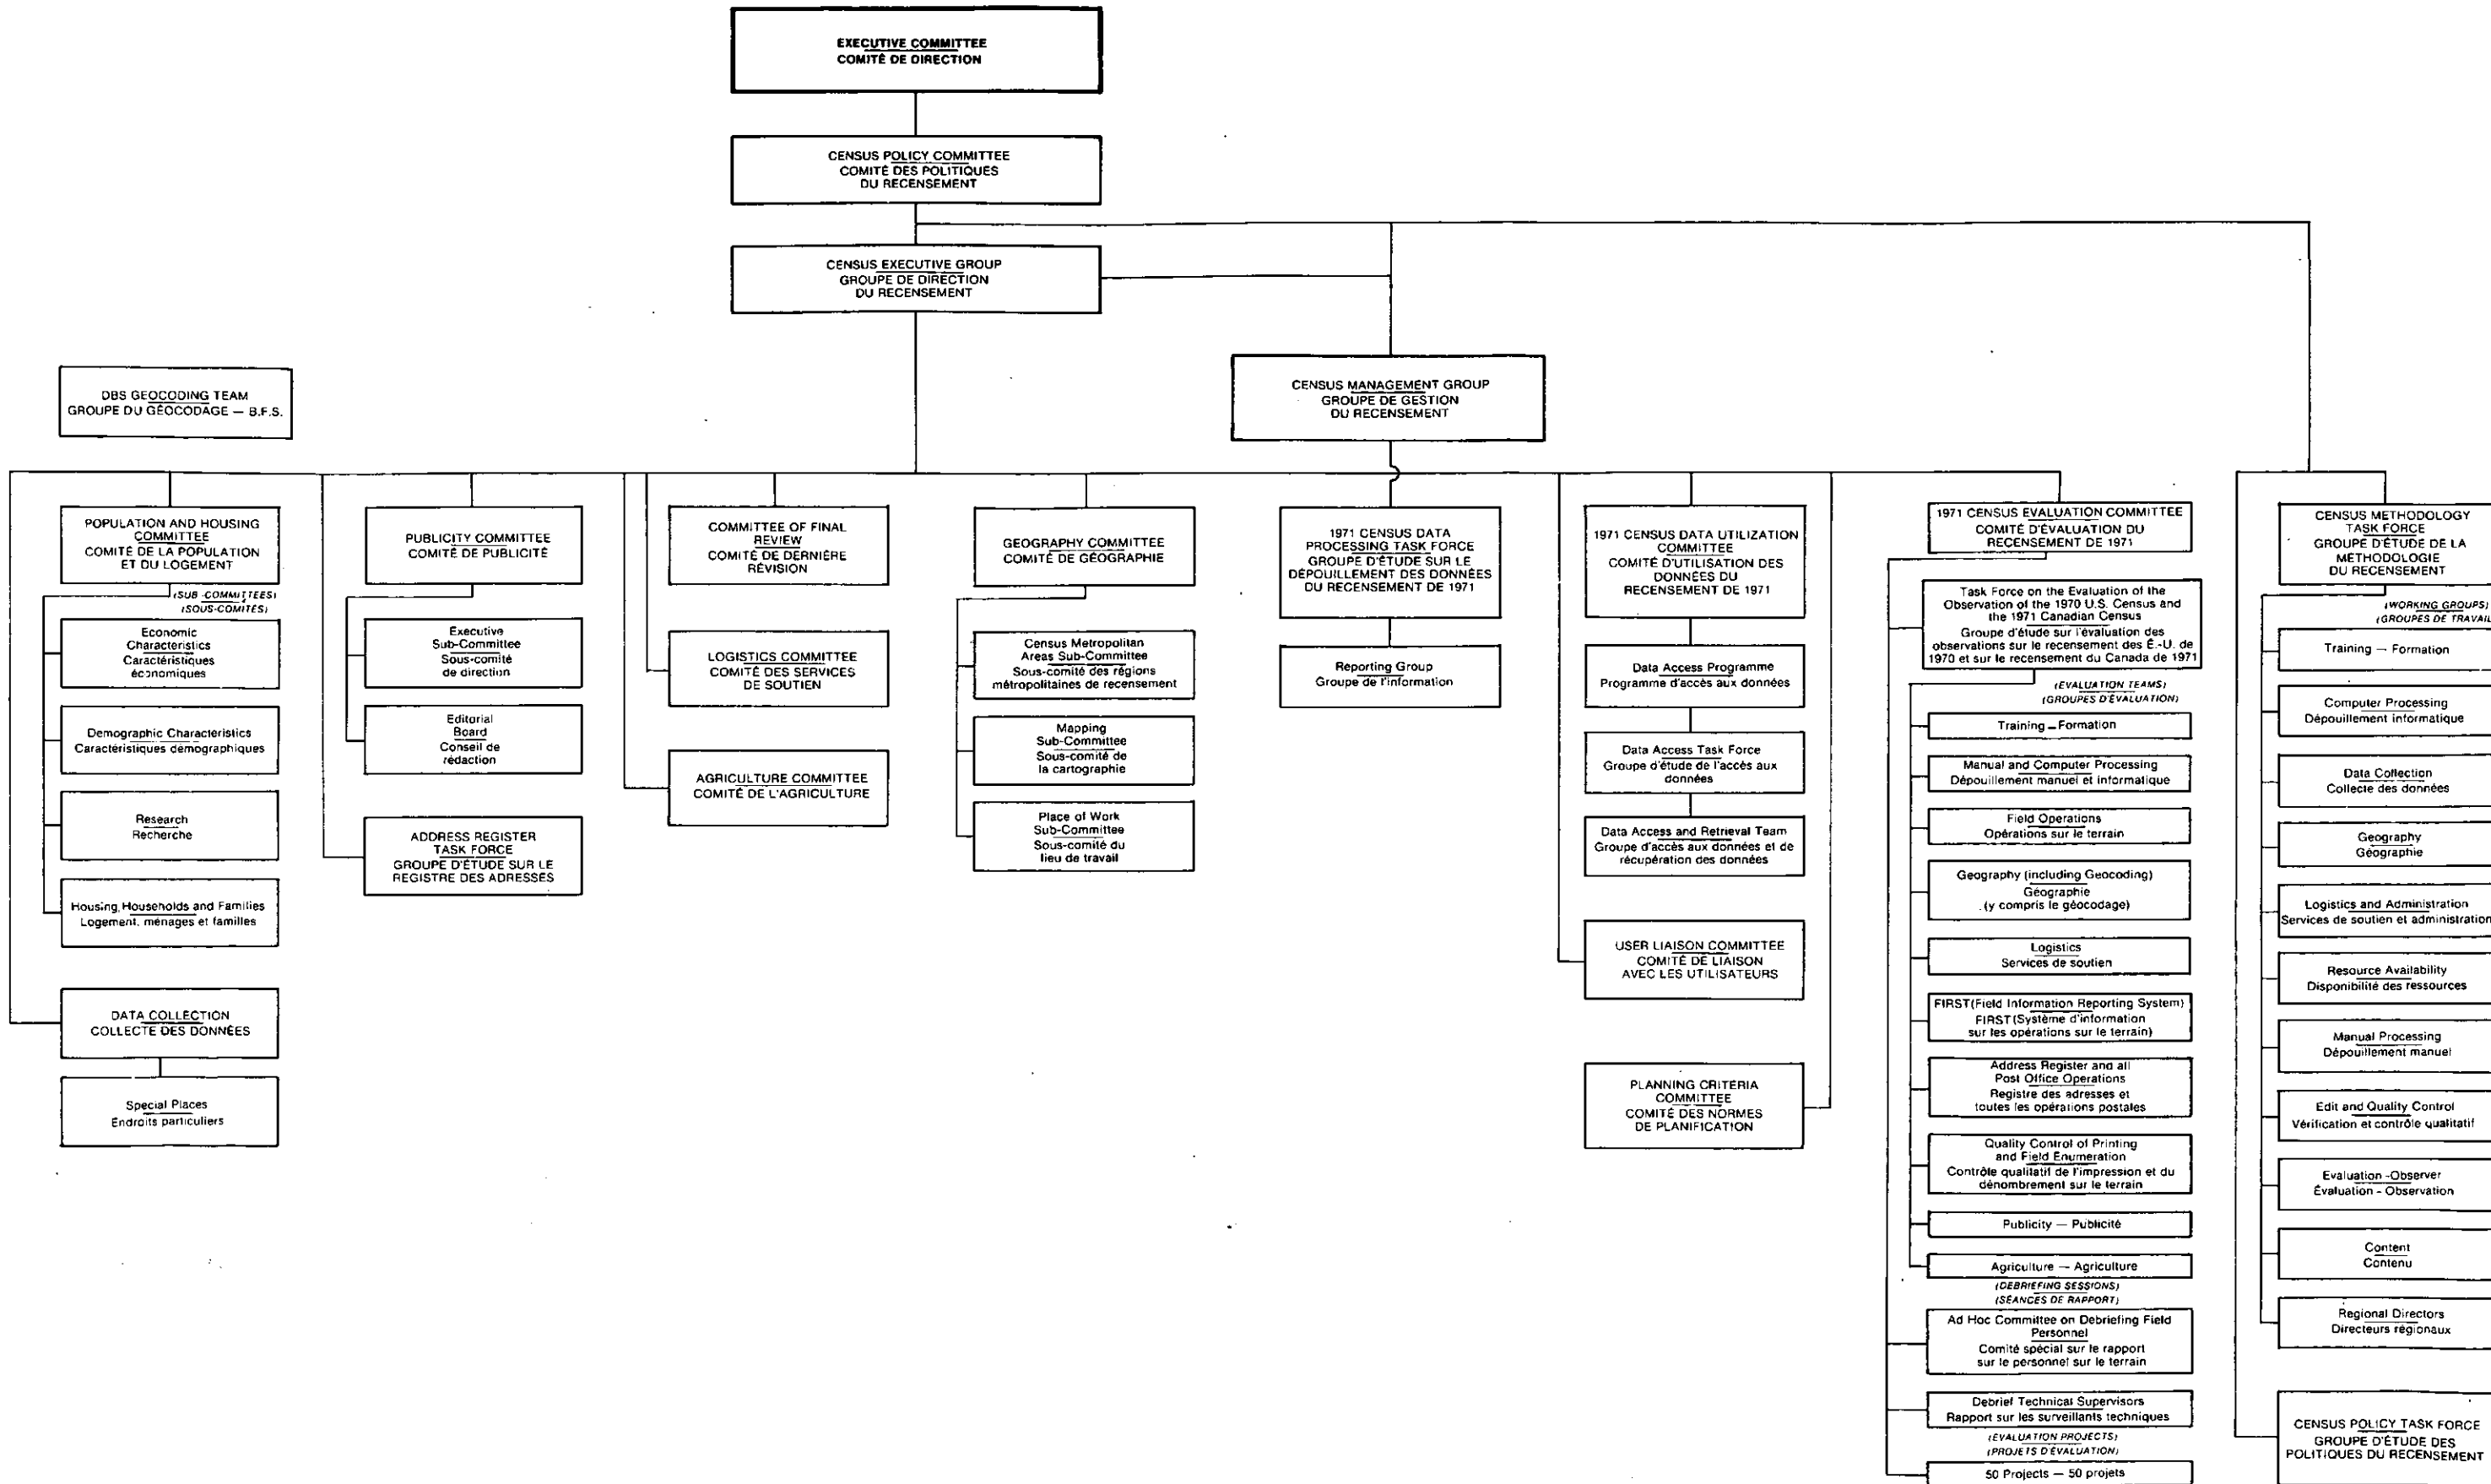 EXECUTIVE COMMITTEE
COMITÉ DE DIRECTION
CENSUS POLICY COMMITTEE
COMITÉ DES POLITIQUES
DU RECENSEMENT
CENSUS EXECUTIVE GROUP
GROUPE DE DIRECTION
DU RECENSEMENT
DBS GEOCODING TEAM
GROUPE DU GÉOCODAGE — B.F.S.
CENSUS MANAGEMENT GROUP
GROUPE DE GESTION
DU RECENSEMENT
POPULATION AND HOUSING
COMMITTEE
COMITÉ DE LA POPULATION
ET DU LOGEMENT
(SUB-COMMITTEES)
(SOUS-COMITÉS)
Economic
Characteristics
Caractéristiques
économiques
Demographic Characteristics
Caractéristiques démographiques
Research
Recherche
Housing, Households and Families
Logement, ménages et familles
DATA COLLECTION
COLLECTE DES DONNÉES
Special Places
Endroits particuliers
PUBLICITY COMMITTEE
COMITÉ DE PUBLICITÉ
Executive
Sub-Committee
Sous-comité
de direction
Editorial
Board
Conseil de
rédaction
ADDRESS REGISTER
TASK FORCE
GROUPE D'ÉTUDE SUR LE
REGISTRE DES ADRESSES
COMMITTEE OF FINAL
REVIEW
COMITÉ DE DERNIÈRE
RÉVISION
LOGISTICS COMMITTEE
COMITÉ DES SERVICES
DE SOUTIEN
AGRICULTURE COMMITTEE
COMITÉ DE L'AGRICULTURE
GEOGRAPHY COMMITTEE
COMITÉ DE GÉOGRAPHIE
Census Metropolitan
Areas Sub-Committee
Sous-comité des régions
métropolitaines de recensement
Mapping
Sub-Committee
Sous-comité de
la cartographie
Place of Work
Sub-Committee
Sous-comité du
lieu de travail
1971 CENSUS DATA
PROCESSING TASK FORCE
GROUPE D'ÉTUDE SUR LE
DÉPOUILLEMENT DES DONNÉES
DU RECENSEMENT DE 1971
Reporting Group
Groupe de l'information
1971 CENSUS DATA UTILIZATION
COMMITTEE
COMITÉ D'UTILISATION DES
DONNÉES DU
RECENSEMENT DE 1971
Data Access Programme
Programme d'accès aux données
Data Access Task Force
Groupe d'étude de l'accès aux
données
Data Access and Retrieval Team
Groupe d'accès aux données et de
récupération des données
USER LIAISON COMMITTEE
COMITÉ DE LIAISON
AVEC LES UTILISATEURS
PLANNING CRITERIA
COMMITTEE
COMITÉ DES NORMES
DE PLANIFICATION
1971 CENSUS EVALUATION COMMITTEE
COMITÉ D'ÉVALUATION DU
RECENSEMENT DE 1971
Task Force on the Evaluation of the
Observation of the 1970 U.S. Census and
the 1971 Canadian Census
Groupe d'étude sur l'évaluation des
observations sur le recensement des É.-U. de
1970 et sur le recensement du Canada de 1971
(EVALUATION TEAMS)
(GROUPES D'ÉVALUATION)
Training — Formation
Manual and Computer Processing
Dépouillement manuel et informatique
Field Operations
Opérations sur le terrain
Geography (including Geocoding)
Géographie
(y compris le géocodage)
Logistics
Services de soutien
FIRST (Field Information Reporting System)
FIRST (Système d'information
sur les opérations sur le terrain)
Address Register and all
Post Office Operations
Registre des adresses et
toutes les opérations postales
Quality Control of Printing
and Field Enumeration
Contrôle qualitatif de l'impression et du
dénombrement sur le terrain
Publicity — Publicité
Agriculture — Agriculture
(DEBRIEFING SESSIONS)
(SÉANCES DE RAPPORT)
Ad Hoc Committee on Debriefing Field
Personnel
Comité spécial sur le rapport
sur le personnel sur le terrain
Debrief Technical Supervisors
Rapport sur les surveillants techniques
(EVALUATION PROJECTS)
(PROJETS D'ÉVALUATION)
50 Projects — 50 projets
CENSUS METHODOLOGY
TASK FORCE
GROUPE D'ÉTUDE DE LA
MÉTHODOLOGIE
DU RECENSEMENT
(WORKING GROUPS)
(GROUPES DE TRAVAIL
Training — Formation
Computer Processing
Dépouillement informatique
Data Collection
Collecte des données
Geography
Géographie
Logistics and Administration
Services de soutien et administration
Resource Availability
Disponibilité des ressources
Manual Processing
Dépouillement manuel
Edit and Quality Control
Vérification et contrôle qualitatif
Evaluation - Observer
Évaluation - Observation
Content
Contenu
Regional Directors
Directeurs régionaux
CENSUS POLICY TASK FORCE
GROUPE D'ÉTUDE DES
POLITIQUES DU RECENSEMENT